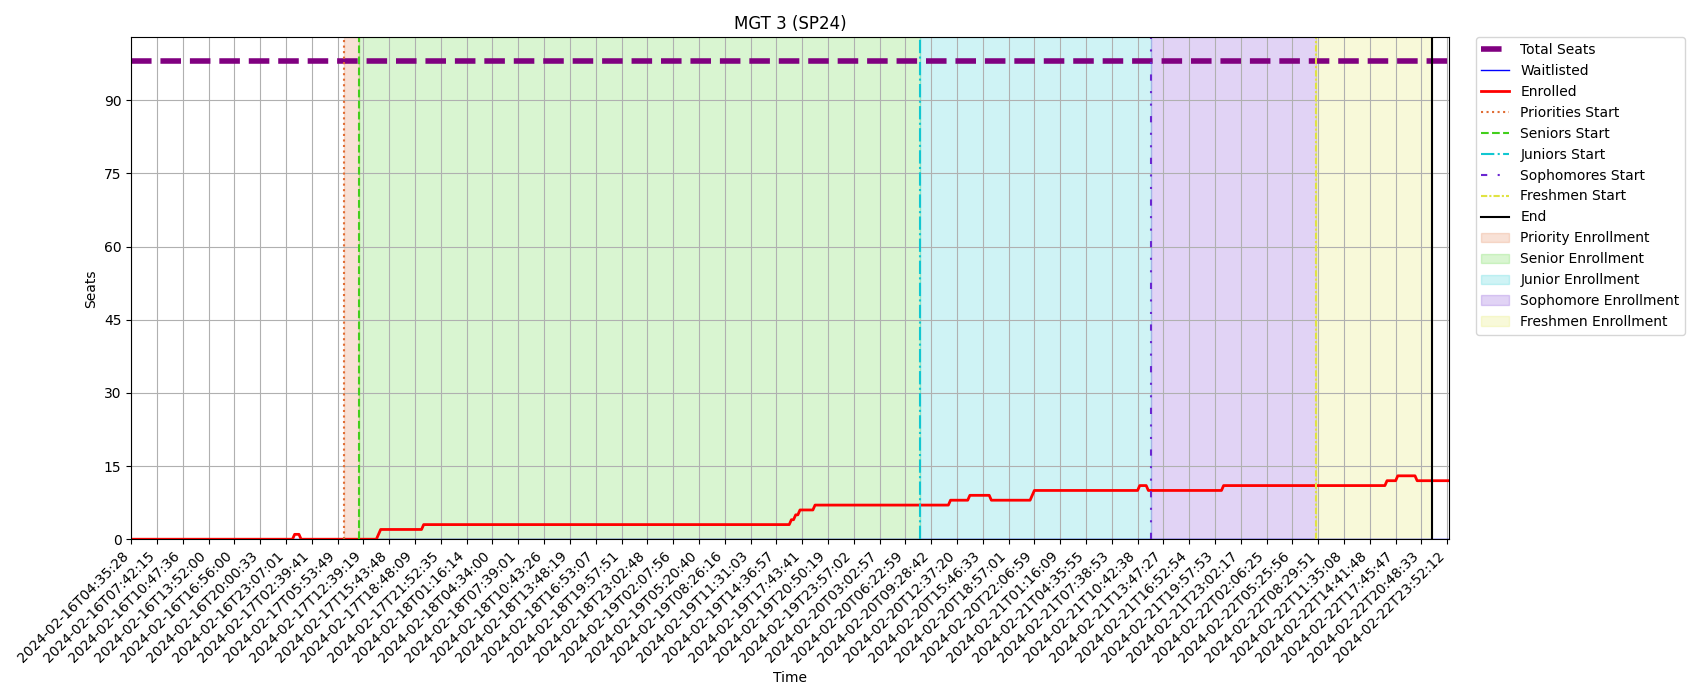 MGT 3 (SP24)
Total Seats
Waitlisted
Enrolled
Priorities Start
Seniors Start
Juniors Start
Sophomores Start
Freshmen Start
End
Priority Enrollment
Senior Enrollment
Junior Enrollment
Sophomore Enrollment
Freshmen Enrollment
Seats
90
75
60
45
30
15
0
2024-02-16T04:35:28
2024-02-16T07:42:15
2024-02-16T10:47:36
2024-02-16T13:52:00
2024-02-16T16:56:00
2024-02-16T20:00:33
2024-02-16T23:07:01
2024-02-17T02:39:41
2024-02-17T05:53:49
2024-02-17T12:39:19
2024-02-17T15:43:48
2024-02-17T18:48:09
2024-02-17T21:52:35
2024-02-18T01:16:14
2024-02-18T04:34:00
2024-02-18T07:39:01
2024-02-18T10:43:26
2024-02-18T13:48:19
2024-02-18T16:53:07
2024-02-18T19:57:51
2024-02-18T23:02:48
2024-02-19T02:07:56
2024-02-19T05:20:40
2024-02-19T08:26:16
2024-02-19T11:31:03
2024-02-19T14:36:57
2024-02-19T17:43:41
2024-02-19T20:50:19
2024-02-19T23:57:02
2024-02-20T03:02:57
2024-02-20T06:22:59
2024-02-20T09:28:42
2024-02-20T12:37:20
2024-02-20T15:46:33
2024-02-20T18:57:01
2024-02-20T22:06:59
2024-02-21T01:16:09
2024-02-21T04:35:55
2024-02-21T07:38:53
2024-02-21T10:42:38
2024-02-21T13:47:27
2024-02-21T16:52:54
2024-02-21T19:57:53
2024-02-21T23:02:17
2024-02-22T02:06:25
2024-02-22T05:25:56
2024-02-22T08:29:51
2024-02-22T11:35:08
2024-02-22T14:41:48
2024-02-22T17:45:47
2024-02-22T20:48:33
2024-02-22T23:52:12
Time